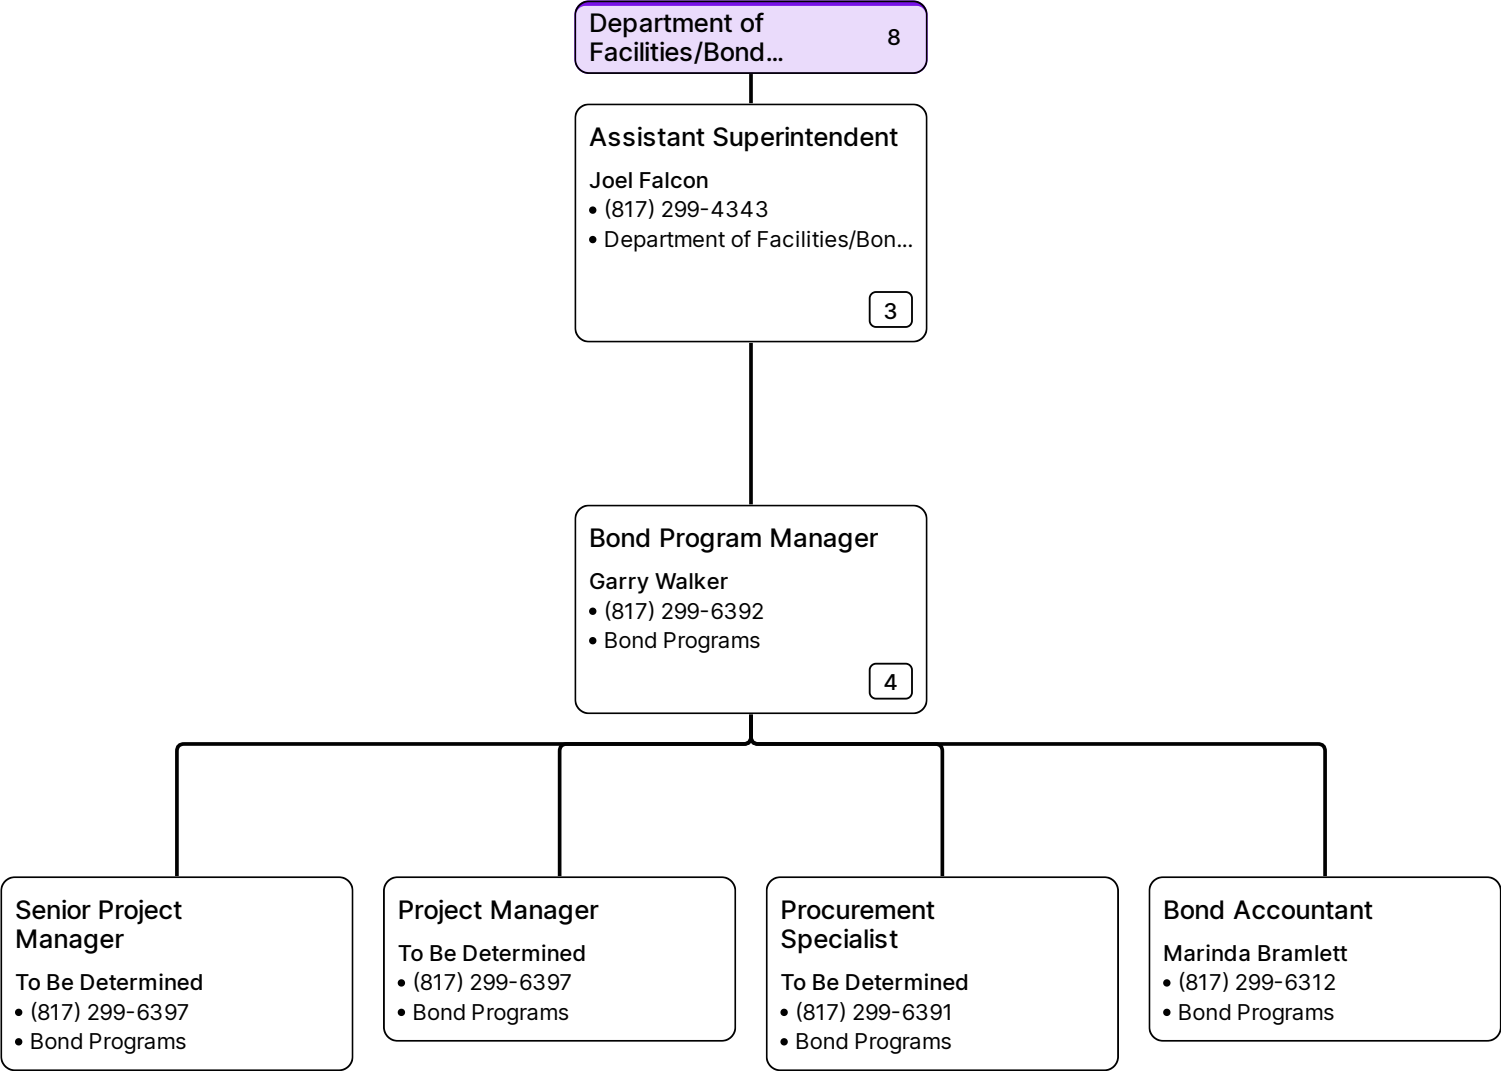 Department of
Facilities/Bond...
8
Assistant Superintendent
Joel Falcon
• (817) 299-4343
• Department of Facilities/Bon...
3
Bond Program Manager
Garry Walker
• (817) 299-6392
• Bond Programs
4
Senior Project
Manager
To Be Determined
• (817) 299-6397
• Bond Programs
Project Manager
To Be Determined
• (817) 299-6397
• Bond Programs
Procurement
Specialist
To Be Determined
• (817) 299-6391
• Bond Programs
Bond Accountant
Marinda Bramlett
• (817) 299-6312
• Bond Programs